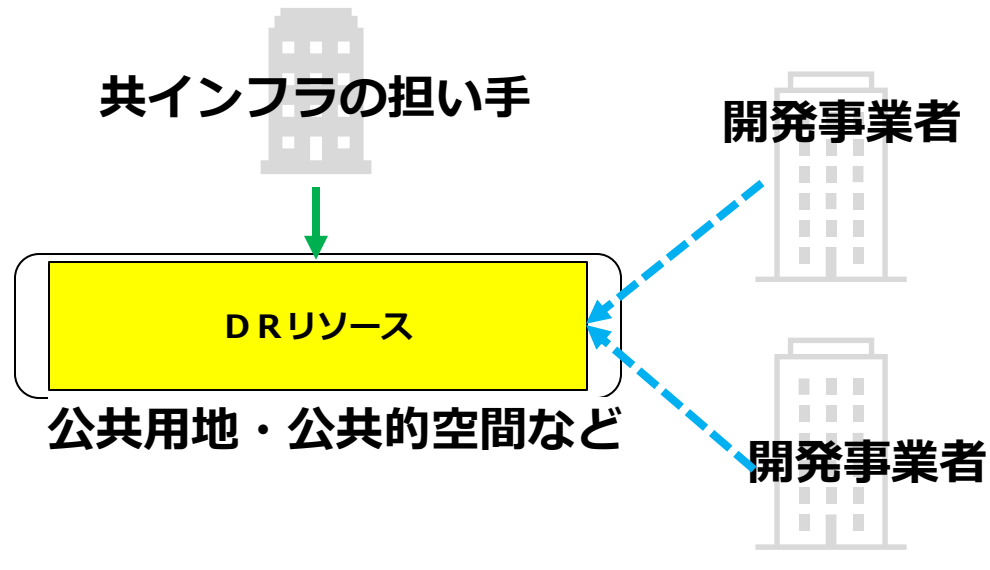 共インフラの担い手
開発事業者
ＤＲリソース
公共用地・公共的空間など
開発事業者